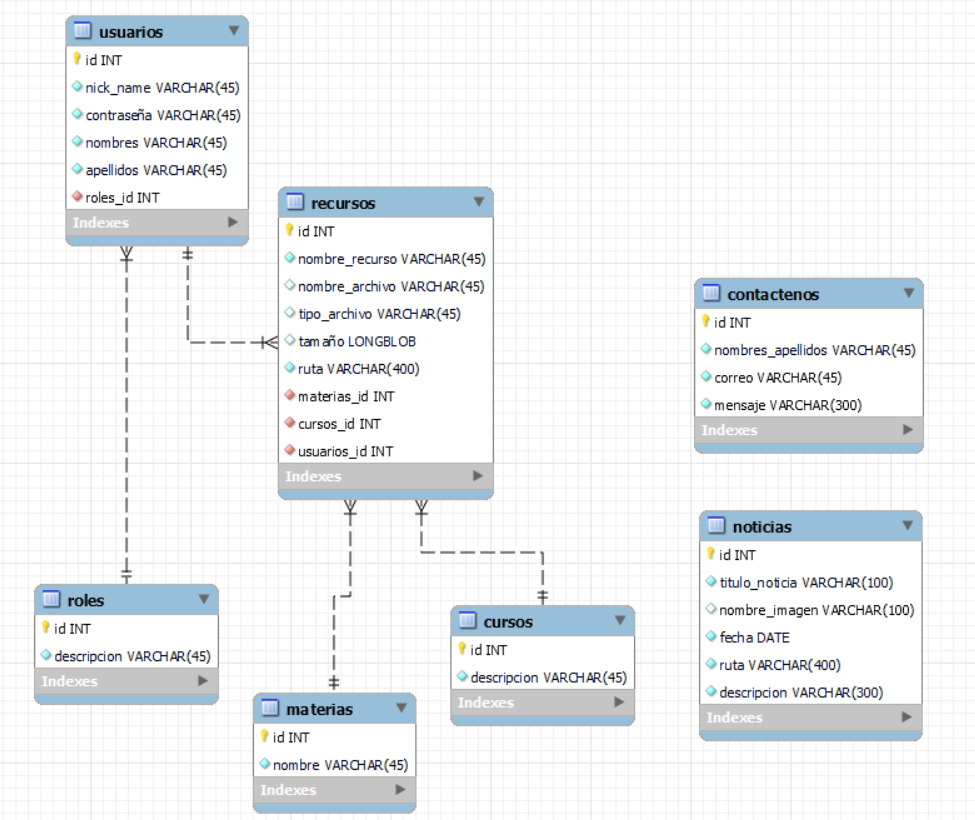 usuarios
id INT
nick_name VARCHAR(45)
contraseña VARCHAR(45)
nombres VARCHAR(45)
apellidos VARCHAR(45)
roles_id INT
Indexes
recursos
id INT
nombre_recurso VARCHAR(45)
nombre_archivo VARCHAR(45)
tipo_archivo VARCHAR(45)
tamaño LONGBLOB
ruta VARCHAR(400)
materias_id INT
cursos_id INT
usuarios_id INT
Indexes
contactenos
id INT
nombres_apellidos VARCHAR(45)
correo VARCHAR(45)
mensaje VARCHAR(300)
Indexes
noticias
id INT
titulo_noticia VARCHAR(100)
nombre_imagen VARCHAR(100)
fecha DATE
ruta VARCHAR(400)
descripcion VARCHAR(300)
Indexes
roles
id INT
descripcion VARCHAR(45)
Indexes
cursos
id INT
descripcion VARCHAR(45)
Indexes
materias
id INT
nombre VARCHAR(45)
Indexes